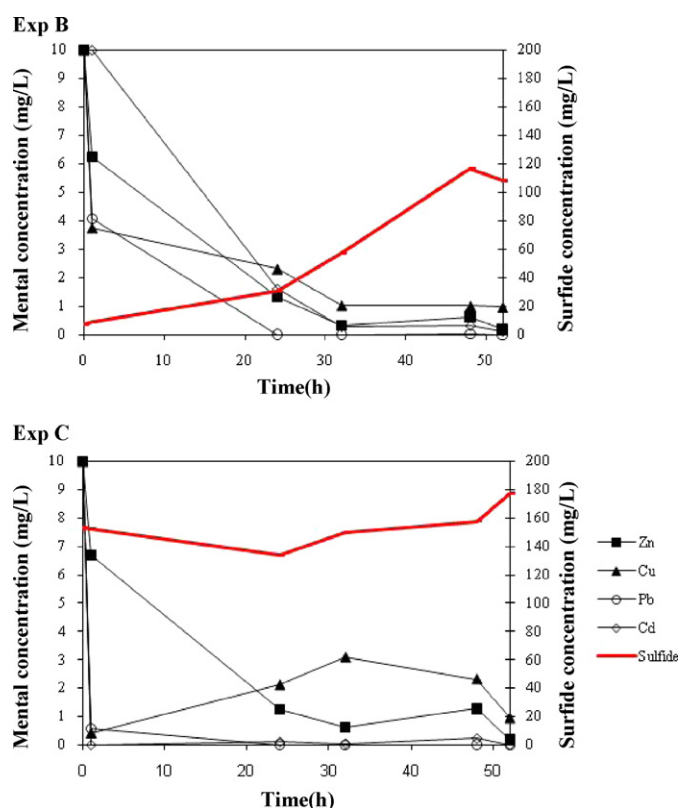 Exp B
Mental concentration (mg/L)
10
9
8
7
6
5
4
3
2
1
0
200
180
160
140
120
100
80
60
40
20
0
Surfide concentration (mg/L)
0 10 20 30 40 50
Time(h)
Exp C
Mental concentration (mg/L)
10
9
8
7
6
5
4
3
2
1
0
200
180
160
140
120
100
80
60
40
20
0
Surfide concentration (mg/L)
0 10 20 30 40 50
Time(h)
Zn
Cu
Pb
Cd
Sulfide